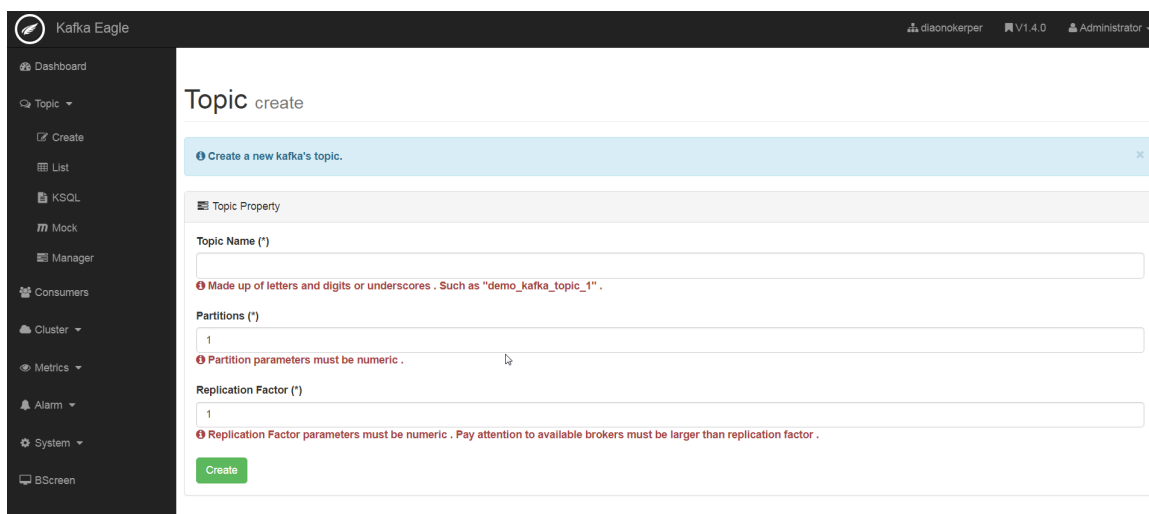 Kafka Eagle
diaonokerper V1.4.0 Administrator
Dashboard
Topic
Create
List
KSQL
Mock
Manager
Consumers
Cluster
Metrics
Alarm
System
BScreen
Topic create
Create a new kafka's topic.
×
Topic Property
Topic Name (*)
Made up of letters and digits or underscores . Such as "demo_kafka_topic_1" .
Partitions (*)
1
Partition parameters must be numeric .
Replication Factor (*)
1
Replication Factor parameters must be numeric . Pay attention to available brokers must be larger than replication factor .
Create